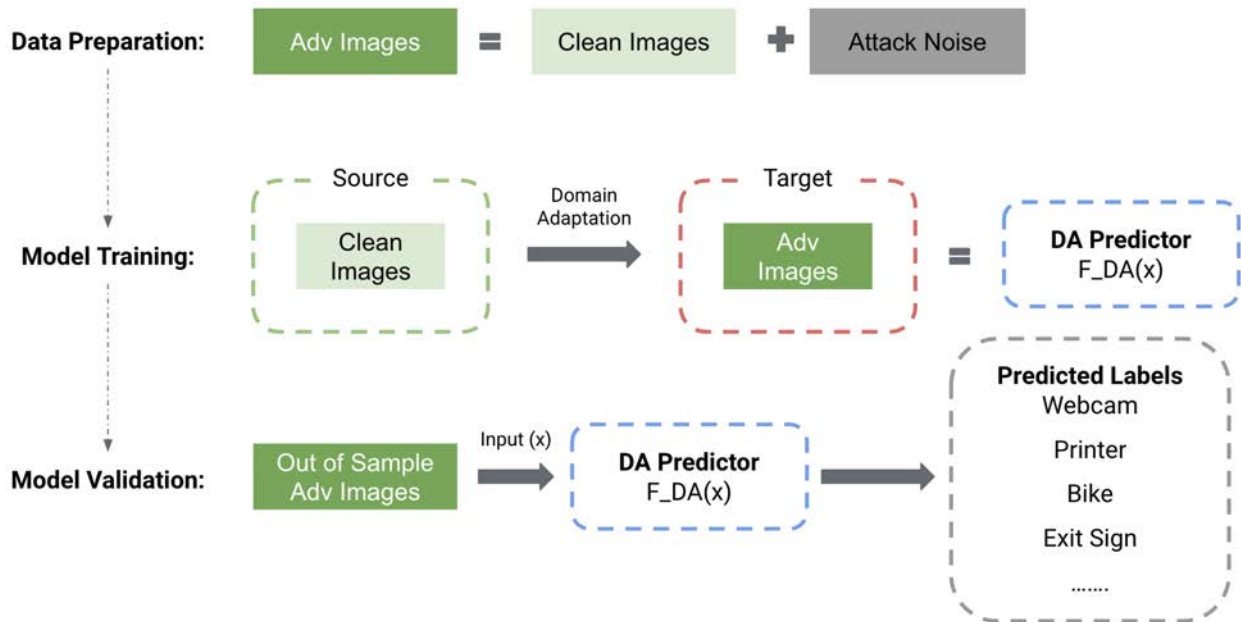 Data Preparation:
Adv Images
=
Clean Images
+
Attack Noise
Source
Target
Domain
Adaptation
Model Training:
Clean
Images
Adv
Images
=
DA Predictor
F_DA(x)
Predicted Labels
Webcam
Printer
Bike
Exit Sign
.......
Model Validation:
Out of Sample
Adv Images
Input (x)
DA Predictor
F_DA(x)